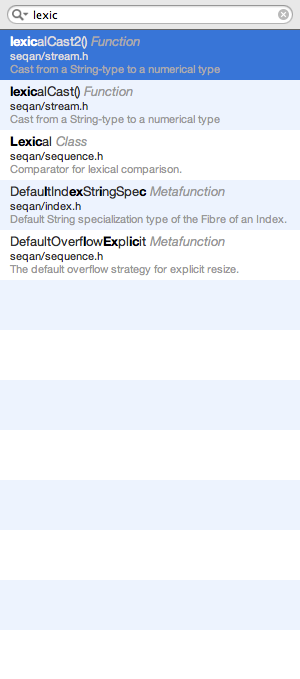 lexic
lexicalCast2() Function
seqan/stream.h
Cast from a String-type to a numerical type
lexicalCast() Function
seqan/stream.h
Cast from a String-type to a numerical type
Lexical Class
seqan/sequence.h
Comparator for lexical comparison.
DefaultIndexStringSpec Metafunction
seqan/index.h
Default String specialization type of the Fibre of an Index.
DefaultOverflowExplicit Metafunction
seqan/sequence.h
The default overflow strategy for explicit resize.